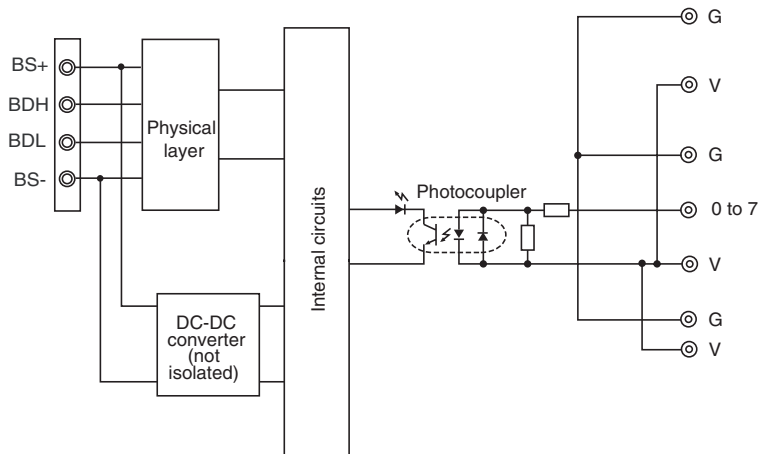 BS+
BDH
BDL
BS-
Physical
layer
DC-DC
converter
(not
isolated)
Internal circuits
Photocoupler
G
V
G
0 to 7
V
G
V